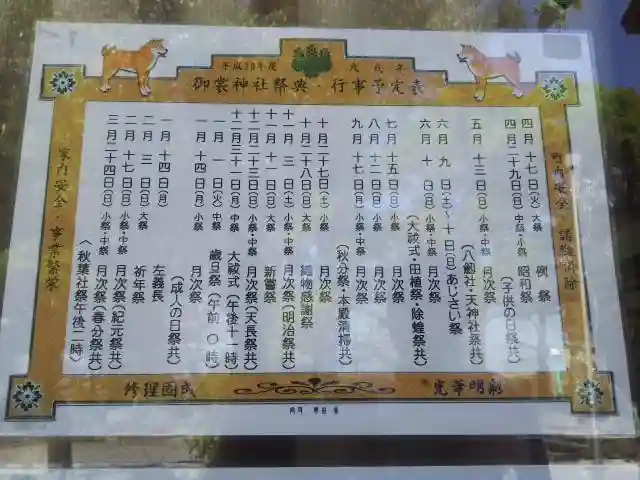 平成30年度 戊戌年
御裳神社祭典・行事予定表
四月 十七日(火)大祭 例祭
四月二十九日(日)中祭・小祭 昭和祭
(子供の日祭共)
五月 十三日(日)小祭・中祭 月次祭
(八劔社・天神社祭共)
六月 九日(土)～十日(日)あじさい祭
六月 十日(日)小祭・中祭 月次祭
(大祓式・田植祭・除蝗祭共)
七月 十五日(日)小祭 月次祭
八月 十二日(日)小祭 月次祭
九月 十七日(月)小祭・中祭 月次祭
(秋分祭・本殿清掃共)
十月 二十七日(土)小祭 月次祭
十月 二十八日(日)大祭 織物感謝祭
十一月 三日(土)小祭・中祭 月次祭(明治祭共)
十一月 十一日(日)大祭 新嘗祭
十二月二十三日(日)小祭・中祭 月次祭(天長祭共)
十二月三十一日(月)中祭 大祓式(午後十一時)
一月 一日(火)中祭 歳旦祭(午前〇時)
一月 十四日(月)小祭 月次祭
(成人の日祭共)
一月 十四日(月) 左義長
二月 三日(日)大祭 祈年祭
二月 十七日(日)小祭・中祭 月次祭(紀元祭共)
三月二十四日(日)小祭・中祭 月次祭(春分祭共)
(秋葉社祭午後二時)
家内安全・事業繁栄
修理固成
光華明彩